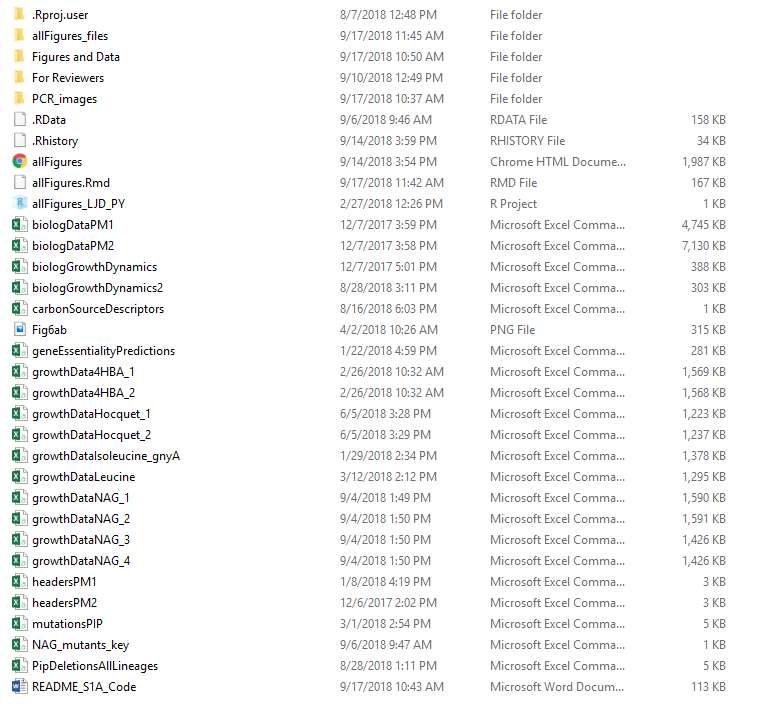 .Rproj.user 8/7/2018 12:48 PM File folder
allFigures_files 9/17/2018 11:45 AM File folder
Figures and Data 9/17/2018 10:50 AM File folder
For Reviewers 9/10/2018 12:49 PM File folder
PCR_images 9/17/2018 10:37 AM File folder
.RData 9/6/2018 9:46 AM RDATA File 158 KB
.Rhistory 9/14/2018 3:59 PM RHISTORY File 34 KB
allFigures 9/14/2018 3:54 PM Chrome HTML Docume... 1,987 KB
allFigures.Rmd 9/17/2018 11:42 AM RMD File 167 KB
allFigures_LJD_PY 2/27/2018 12:26 PM R Project 1 KB
biologDataPM1 12/7/2017 3:59 PM Microsoft Excel Comma... 4,745 KB
biologDataPM2 12/7/2017 3:58 PM Microsoft Excel Comma... 7,130 KB
biologGrowthDynamics 12/7/2017 5:01 PM Microsoft Excel Comma... 388 KB
biologGrowthDynamics2 8/28/2018 3:11 PM Microsoft Excel Comma... 303 KB
carbonSourceDescriptors 8/16/2018 6:03 PM Microsoft Excel Comma... 1 KB
Fig6ab 4/2/2018 10:26 AM PNG File 315 KB
geneEssentialityPredictions 1/22/2018 4:59 PM Microsoft Excel Comma... 281 KB
growthData4HBA_1 2/26/2018 10:32 AM Microsoft Excel Comma... 1,569 KB
growthData4HBA_2 2/26/2018 10:32 AM Microsoft Excel Comma... 1,568 KB
growthDataHocquet_1 6/5/2018 3:28 PM Microsoft Excel Comma... 1,223 KB
growthDataHocquet_2 6/5/2018 3:29 PM Microsoft Excel Comma... 1,237 KB
growthDataIsoleucine_gnyA 1/29/2018 2:34 PM Microsoft Excel Comma... 1,378 KB
growthDataLeucine 3/12/2018 2:12 PM Microsoft Excel Comma... 1,295 KB
growthDataNAG_1 9/4/2018 1:49 PM Microsoft Excel Comma... 1,590 KB
growthDataNAG_2 9/4/2018 1:50 PM Microsoft Excel Comma... 1,591 KB
growthDataNAG_3 9/4/2018 1:50 PM Microsoft Excel Comma... 1,426 KB
growthDataNAG_4 9/4/2018 1:50 PM Microsoft Excel Comma... 1,426 KB
headersPM1 1/8/2018 4:19 PM Microsoft Excel Comma... 3 KB
headersPM2 12/6/2017 2:02 PM Microsoft Excel Comma... 3 KB
mutationsPIP 3/1/2018 2:54 PM Microsoft Excel Comma... 5 KB
NAG_mutants_key 9/6/2018 9:47 AM Microsoft Excel Comma... 1 KB
PipDeletionsAllLineages 8/28/2018 1:11 PM Microsoft Excel Comma... 5 KB
README_S1A_Code 9/17/2018 10:43 AM Microsoft Word Docum... 113 KB